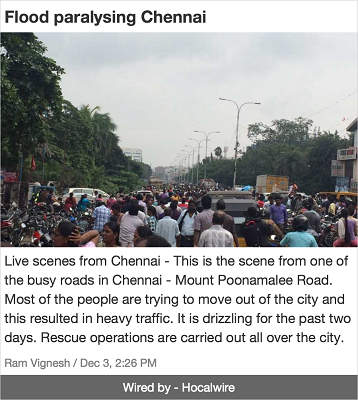 Flood paralysing Chennai
Live scenes from Chennai - This is the scene from one of
the busy roads in Chennai - Mount Poonamalee Road.
Most of the people are trying to move out of the city and
this resulted in heavy traffic. It is drizzling for the past two
days. Rescue operations are carried out all over the city.
Ram Vignesh / Dec 3, 2:26 PM
Wired by - Hocalwire